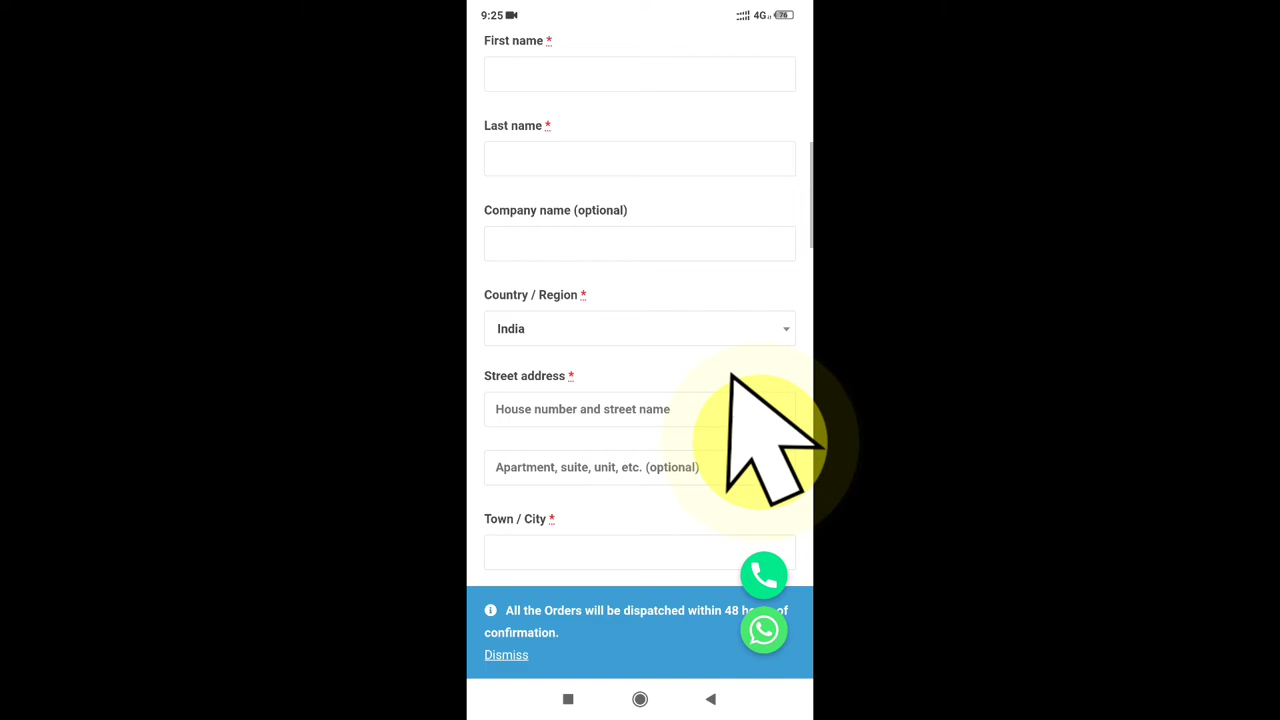 9:25 4G 76
First name *
Last name *
Company name (optional)
Country / Region *
India
Street address *
House number and street name
Apartment, suite, unit, etc. (optional)
Town / City *
All the Orders will be dispatched within 48 of
confirmation.
Dismiss